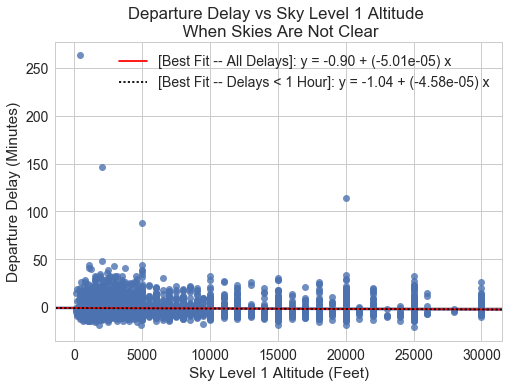 Departure Delay vs Sky Level 1 Altitude
When Skies Are Not Clear
[Best Fit -- All Delays]: y = -0.90 + (-5.01e-05) x
[Best Fit -- Delays < 1 Hour]: y = -1.04 + (-4.58e-05) x
Departure Delay (Minutes)
250
200
150
100
50
0
0 5000 10000 15000 20000 25000 30000
Sky Level 1 Altitude (Feet)